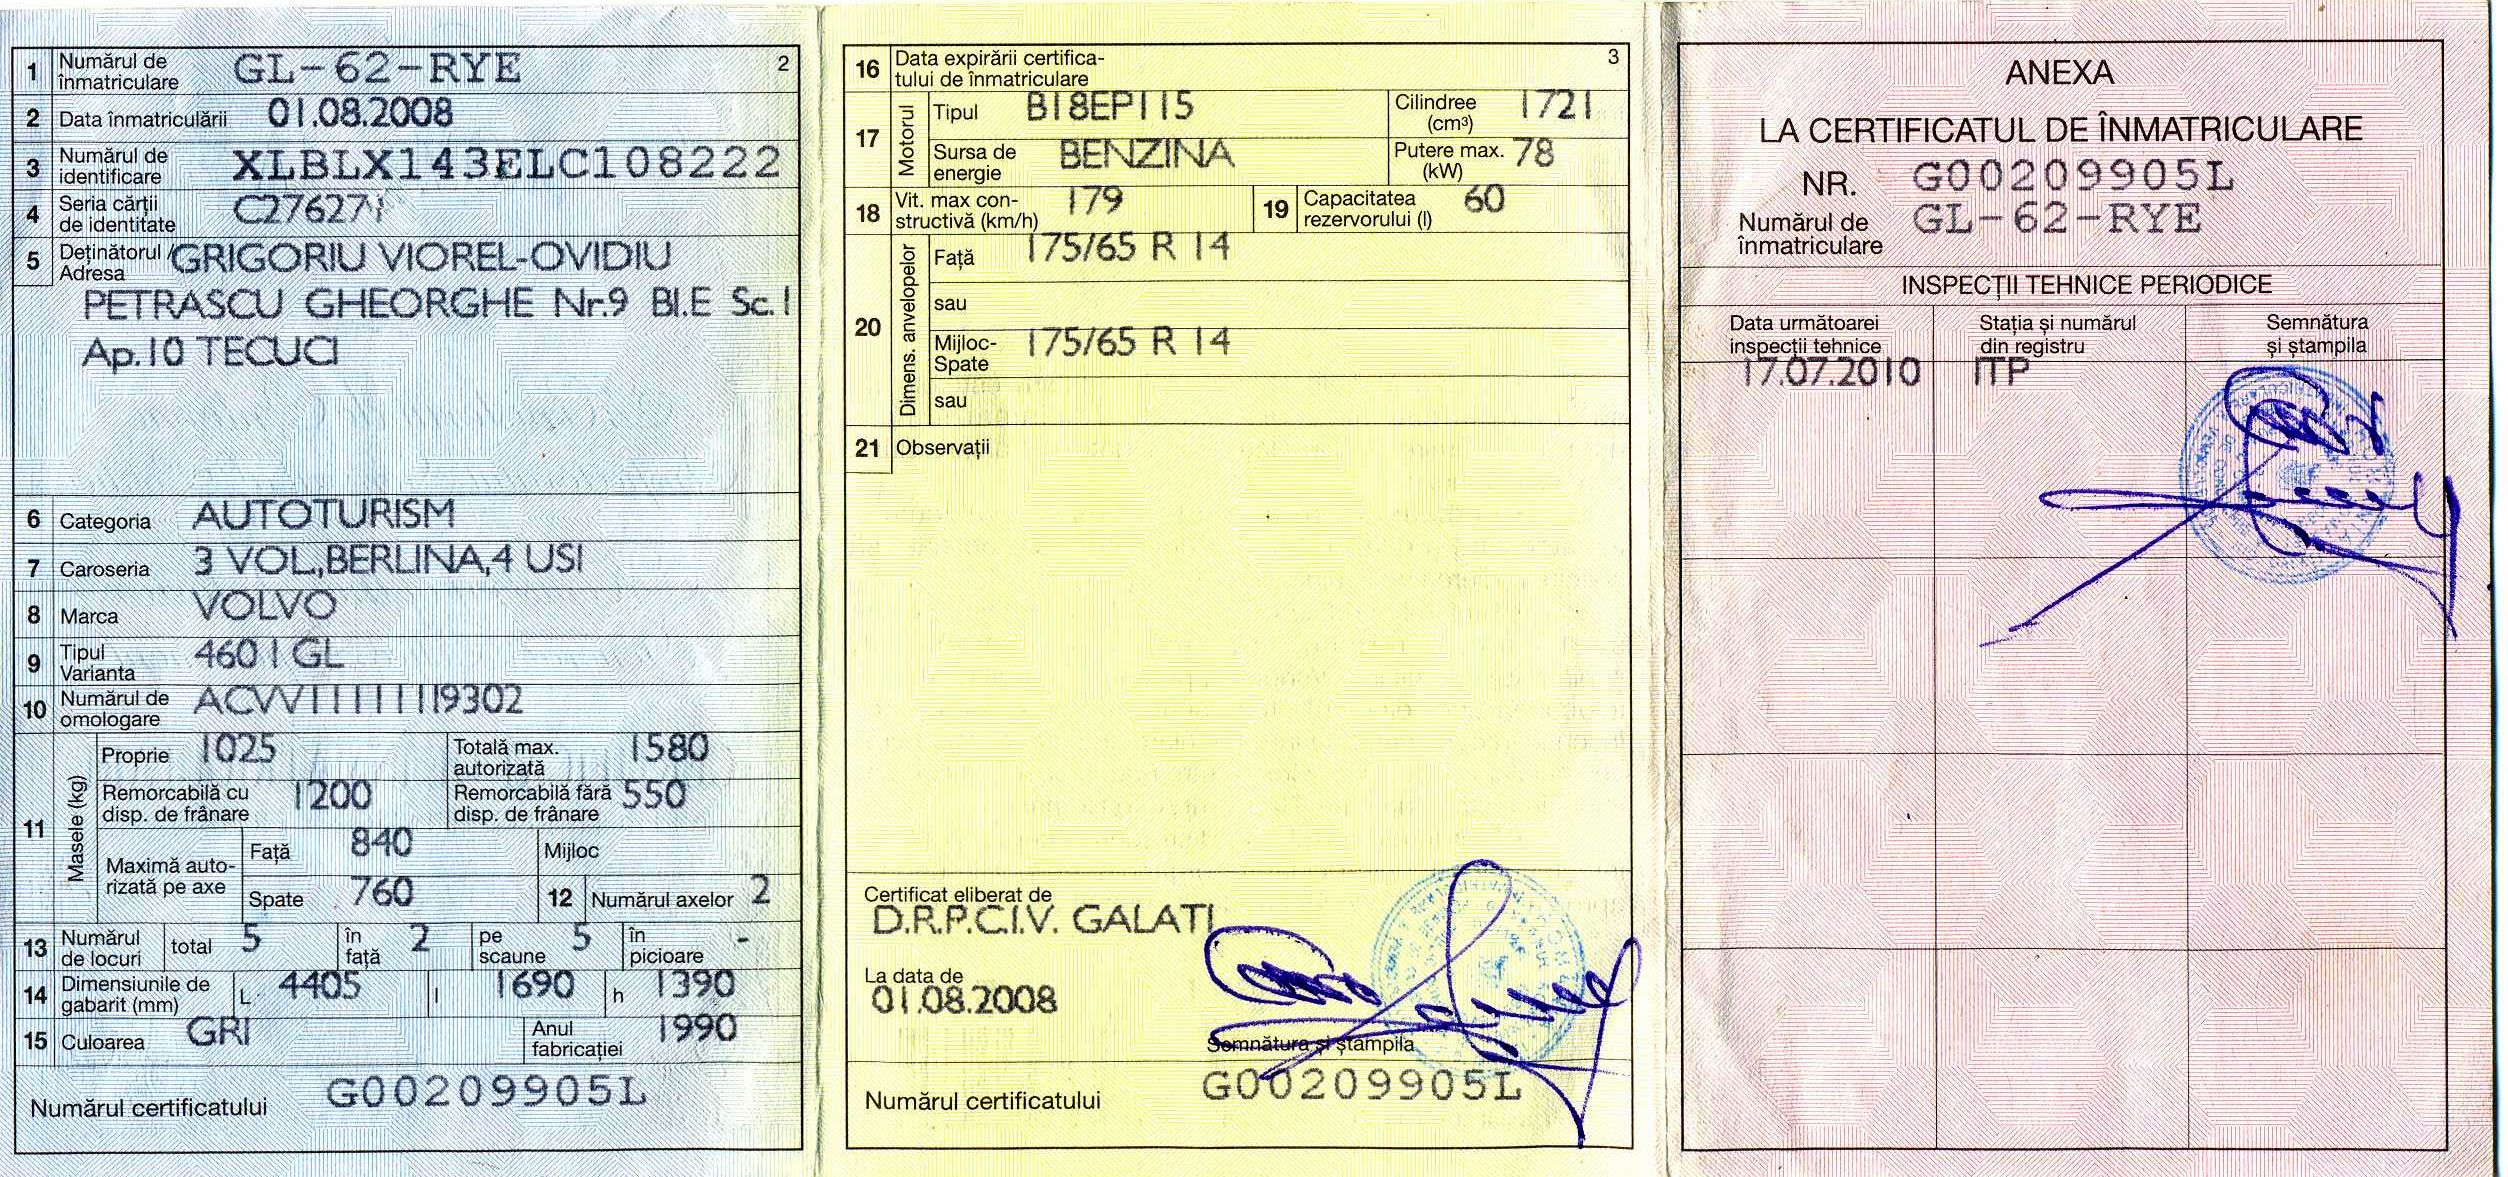 2
1 Numărul de înmatriculare GL-62-RYE
2 Data înmatriculării 01.08.2008
3 Numărul de identificare XLBLX143ELC108222
4 Seria cărții de identitate
5 Deținătorul / Adresa GRIGORIU VIOREL-OVIDIU
PETRASCU GHEORGHE Nr.9 Bl.E Sc.1
Ap.10 TECUCI
6 Categoria AUTOTURISM
7 Caroseria 3 VOL,BERLINA,4 USI
8 Marca VOLVO
9 Tipul Varianta 460 I GL
10 Numărul de omologare
11 Masele (kg)
Proprie 1025 Totală max. autorizată 1580
Remorcabilă cu disp. de frânare 1200 Remorcabilă fără disp. de frânare 550
Maximă autorizată pe axe Față 840 Mijloc
Spate 760 12 Numărul axelor 2
13 Numărul de locuri total 5 în față 2 pe scaune 5 în picioare -
14 Dimensiunile de gabarit (mm) L 4405 l 1690 h 1390
15 Culoarea GRI Anul fabricației 1990
Numărul certificatului G00209905L
3
16 Data expirării certifica-
tului de înmatriculare
17 Motorul Tipul B18EP115 Cilindree (cm³) 1721
Sursa de energie BENZINA Putere max. (kW) 78
18 Vit. max con-
structivă (km/h) 179 19 Capacitatea rezervorului (l) 60
20 Dimens. anvelopelor
Față 175/65 R 14
sau
Mijloc-
Spate 175/65 R 14
sau
21 Observații
Certificat eliberat de
D.R.P.C.I.V. GALATI
La data de
01.08.2008
Semnătura și ștampila
Numărul certificatului G00209905L
ANEXA
LA CERTIFICATUL DE ÎNMATRICULARE
NR. G00209905L
Numărul de înmatriculare GL-62-RYE
INSPECȚII TEHNICE PERIODICE
Data următoarei inspecții tehnice Stația și numărul din registru Semnătura și ștampila
17.07.2010 ITP